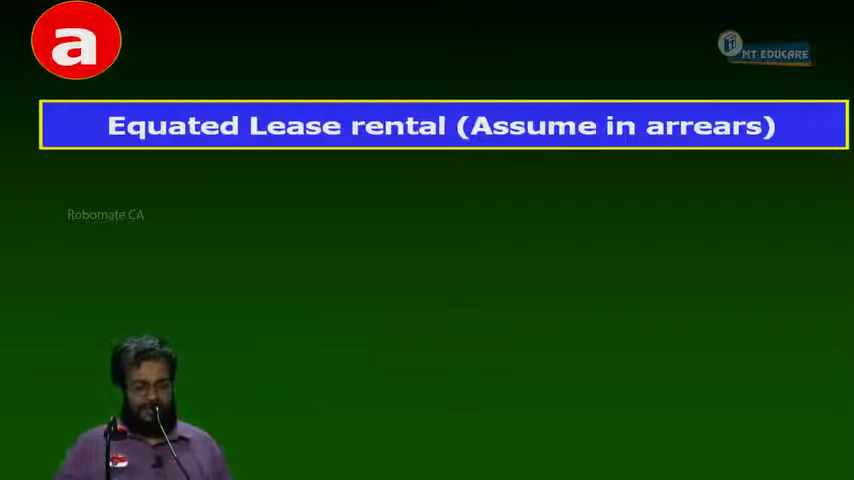 a
MT EDUCARE
Equated Lease rental (Assume in arrears)
Robomate CA